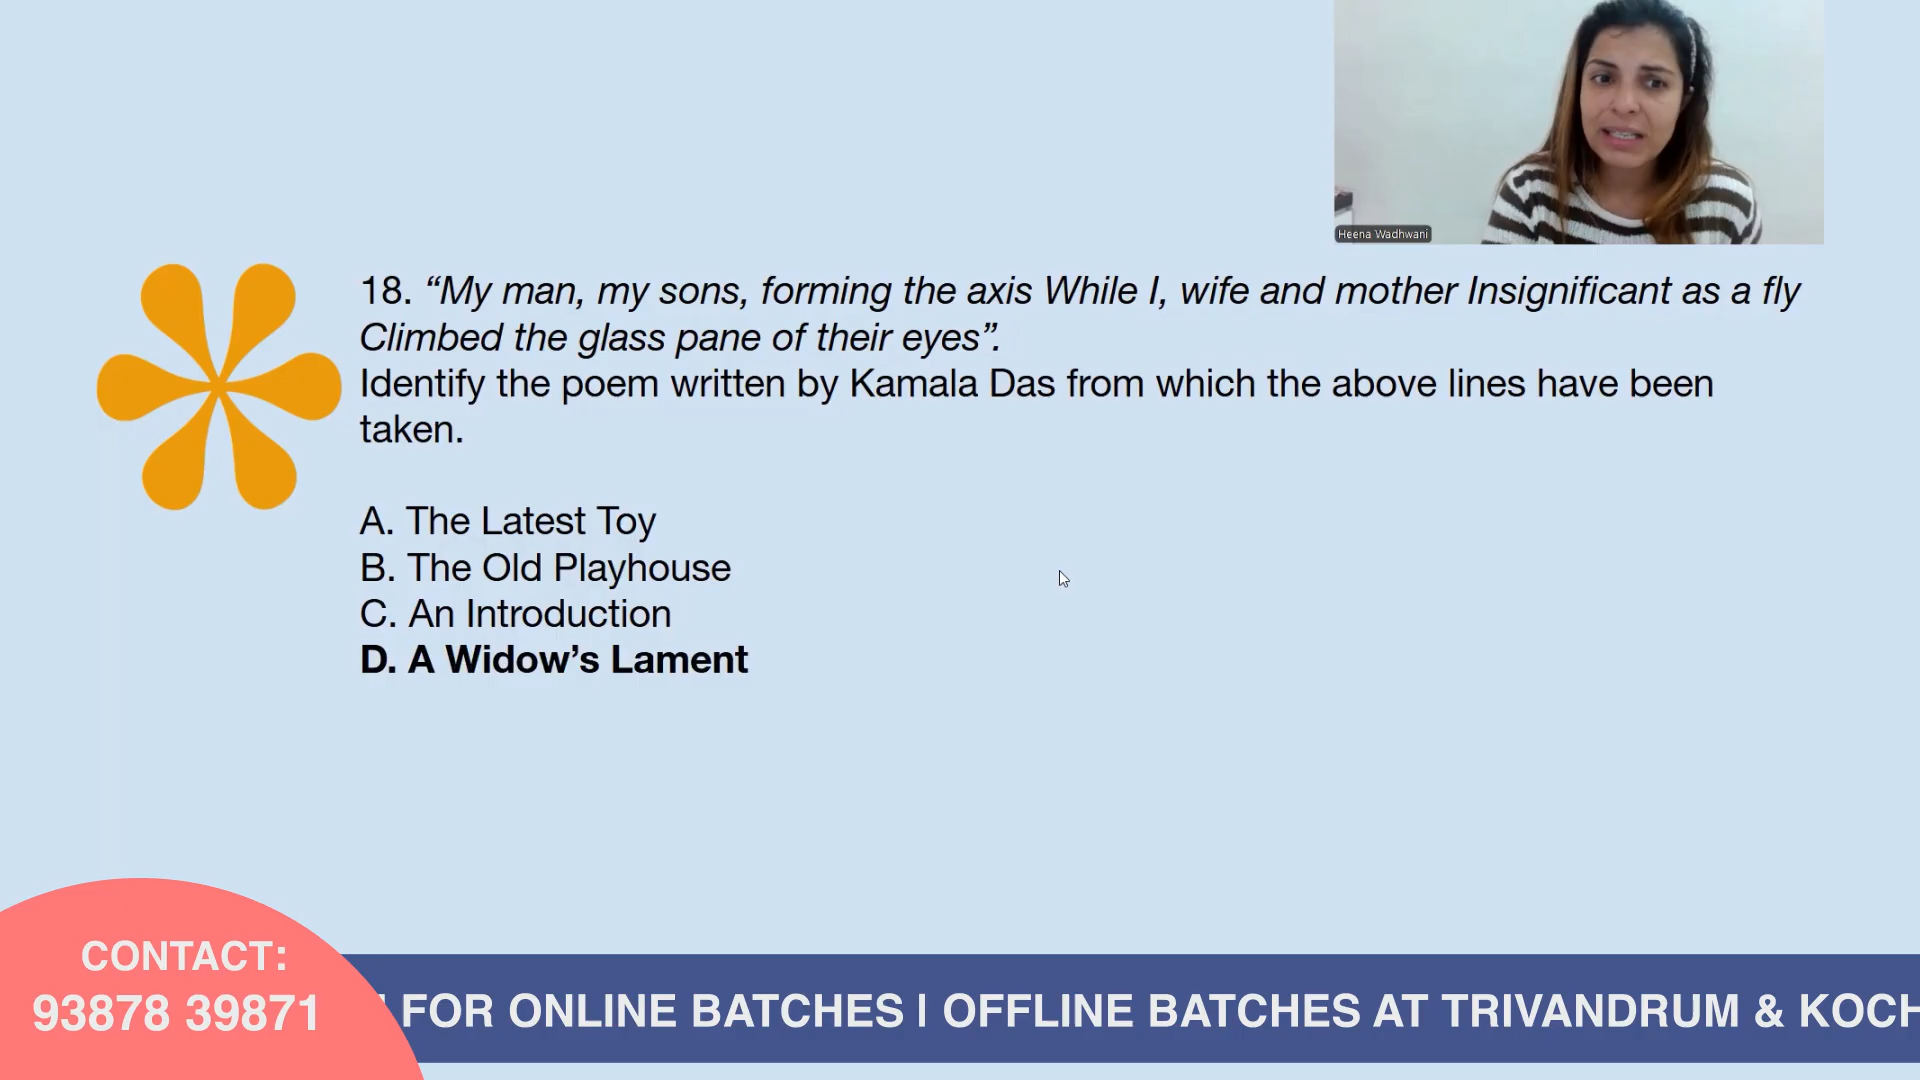 Heena Wadhwani
18. “My man, my sons, forming the axis While I, wife and mother Insignificant as a fly
Climbed the glass pane of their eyes”.
Identify the poem written by Kamala Das from which the above lines have been
taken.
A. The Latest Toy
B. The Old Playhouse
C. An Introduction
D. A Widow’s Lament
CONTACT:
93878 39871
FOR ONLINE BATCHES | OFFLINE BATCHES AT TRIVANDRUM & KOCH